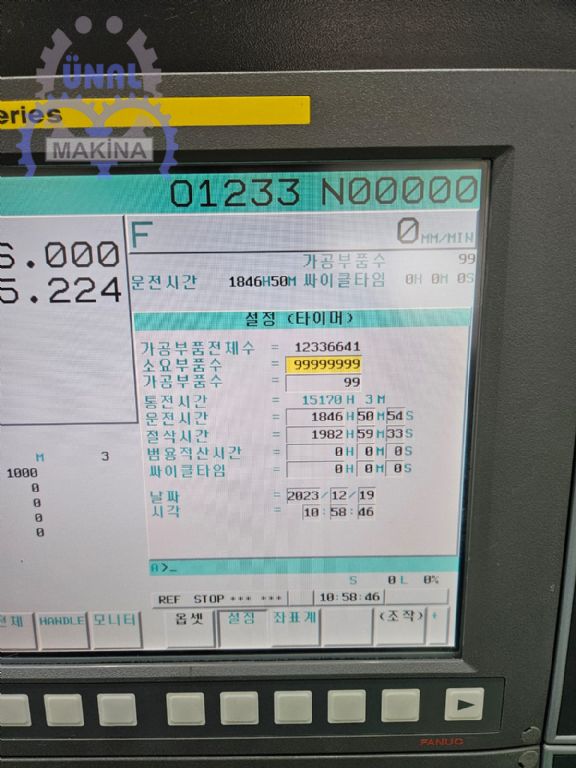 ÜNAL
MAKİNA
eries
O1233 N00000
F 0 MM/MIN
.000
5.224
가공부품수 99
운전시간 1846H50M 싸이클타임 0H 0M 0S
설정 (타이머)
가공부품전체수 = 12336641
소요부품수 = 99999999
가공부품수 = 99
통전시간 = 15170 H 3 M
운전시간 = 1846 H 50 M 54 S
절삭시간 = 1982 H 59 M 33 S
범용적산시간 = 0 H 0 M 0 S
싸이클타임 = 0 H 0 M 0 S
날짜 = 2023/12/19
시각 = 10:58:46
M 3
1000
0
0
0
0
A>_
S 0 L 0%
REF STOP *** *** 10:58:46
전체 HANDLE 모니터 옵셋 설정 좌표계 (조작) +
FANUC